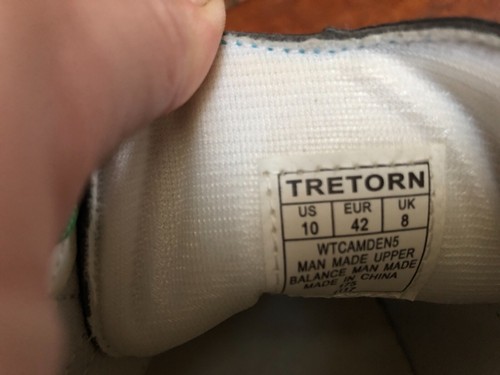 TRETORN
US EUR UK
10 42 8
WTCAMDEN5
MAN MADE UPPER
BALANCE MAN MADE
MADE IN CHINA